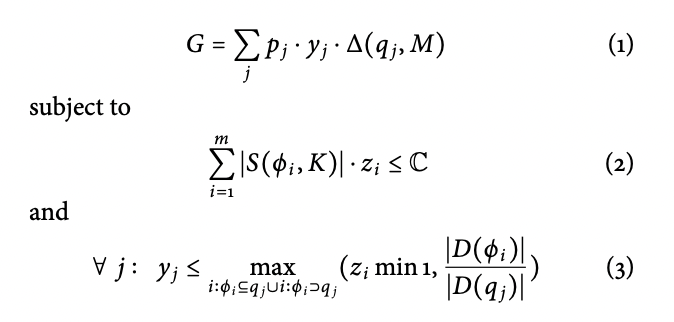 G = ∑_j p_j · y_j · Δ(q_j, M) (1)
subject to
∑_{i=1}^{m} |S(ϕ_i, K)| · z_i ≤ ℂ (2)
and
∀ j : y_j ≤ max_{i:ϕ_i⊆q_j∪i:ϕ_i⊃q_j} (z_i min 1, |D(ϕ_i)| / |D(q_j)|) (3)